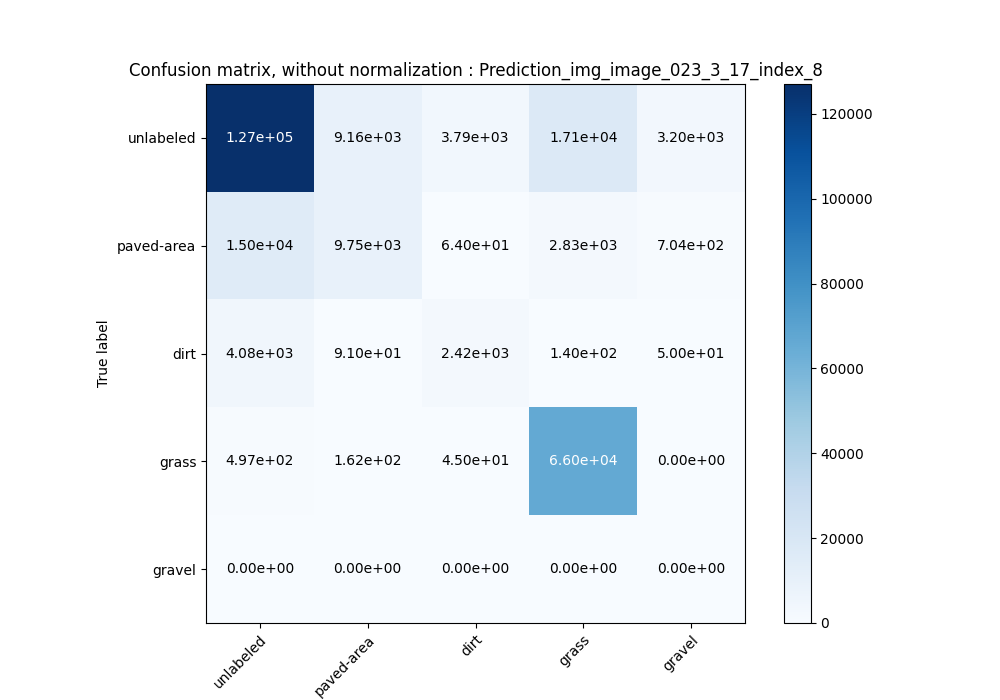 Confusion matrix, without normalization : Prediction_img_image_023_3_17_index_8
unlabeled 1.27e+05 9.16e+03 3.79e+03 1.71e+04 3.20e+03
paved-area 1.50e+04 9.75e+03 6.40e+01 2.83e+03 7.04e+02
dirt 4.08e+03 9.10e+01 2.42e+03 1.40e+02 5.00e+01
grass 4.97e+02 1.62e+02 4.50e+01 6.60e+04 0.00e+00
gravel 0.00e+00 0.00e+00 0.00e+00 0.00e+00 0.00e+00
True label
unlabeled paved-area dirt grass gravel
120000
100000
80000
60000
40000
20000
0